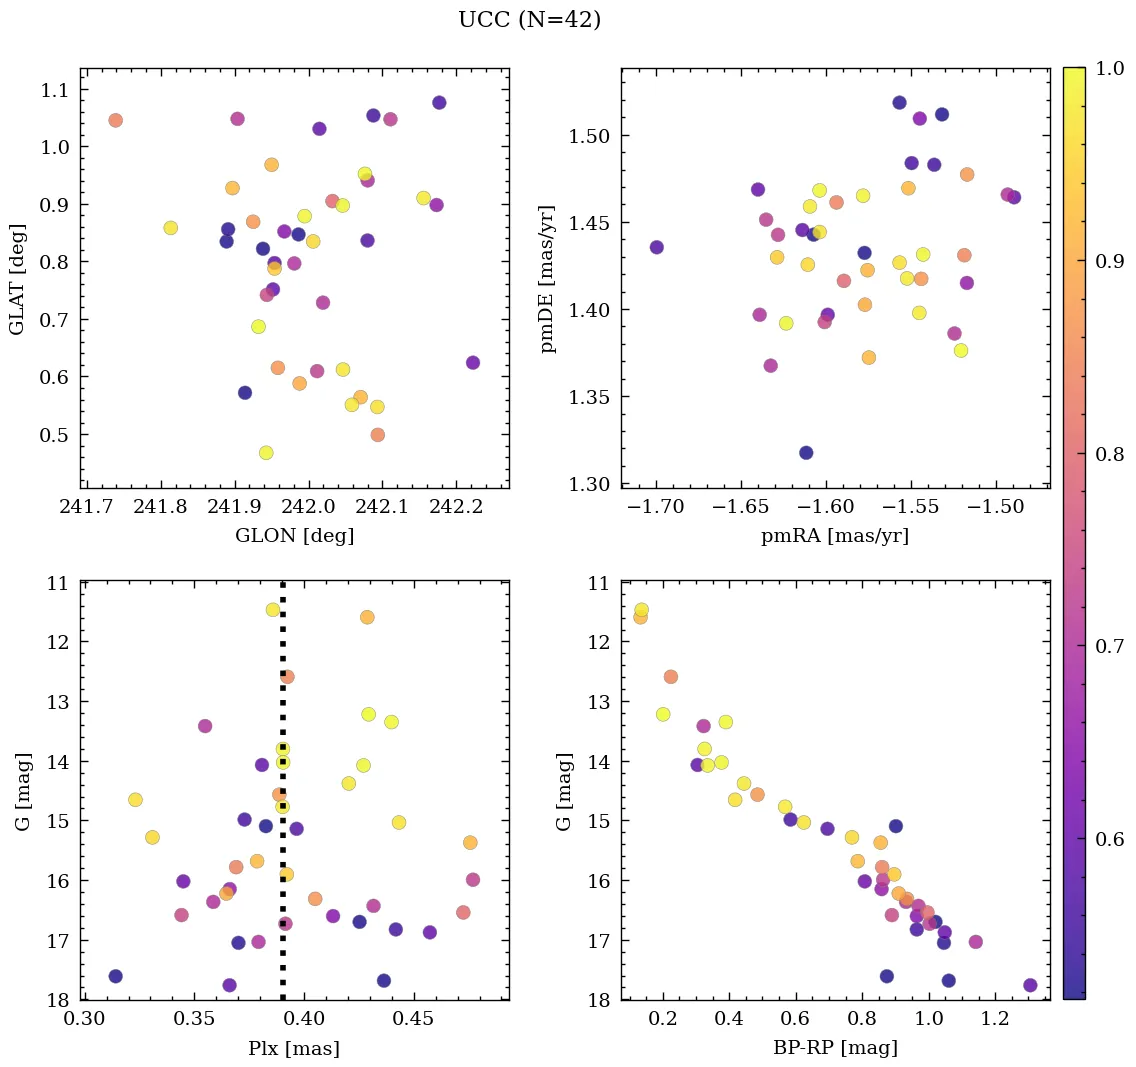 UCC (N=42)
1.1
1.0
0.9
0.8
0.7
0.6
0.5
GLAT [deg]
241.7 241.8 241.9 242.0 242.1 242.2
GLON [deg]
1.50
1.45
1.40
1.35
1.30
pmDE [mas/yr]
−1.70 −1.65 −1.60 −1.55 −1.50
pmRA [mas/yr]
1.0
0.9
0.8
0.7
0.6
11
12
13
14
15
16
17
18
G [mag]
0.30 0.35 0.40 0.45
Plx [mas]
11
12
13
14
15
16
17
18
G [mag]
0.2 0.4 0.6 0.8 1.0 1.2
BP-RP [mag]